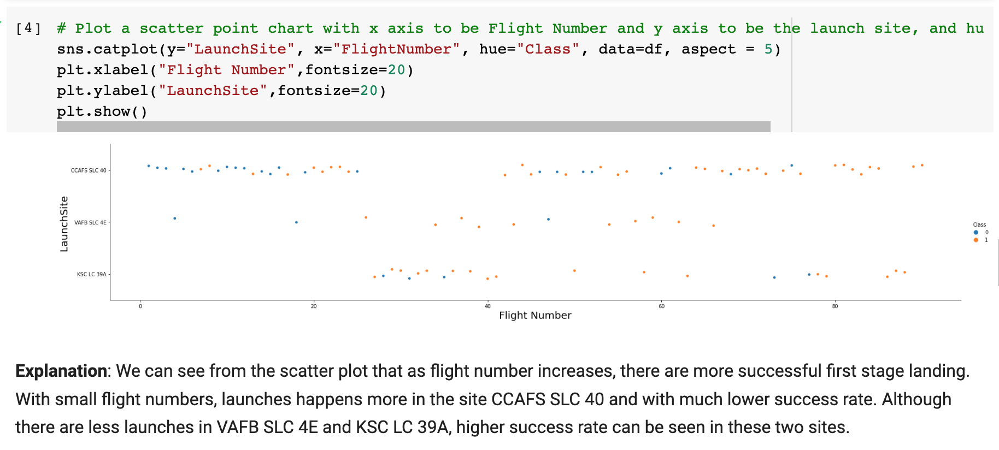 [4] # Plot a scatter point chart with x axis to be Flight Number and y axis to be the launch site, and hu
sns.catplot(y="LaunchSite", x="FlightNumber", hue="Class", data=df, aspect = 5)
plt.xlabel("Flight Number",fontsize=20)
plt.ylabel("LaunchSite",fontsize=20)
plt.show()
CCAFS SLC 40
VAFB SLC 4E
KSC LC 39A
LaunchSite
0 20 40 60 80
Flight Number
Class
0
1
Explanation: We can see from the scatter plot that as flight number increases, there are more successful first stage landing.
With small flight numbers, launches happens more in the site CCAFS SLC 40 and with much lower success rate. Although
there are less launches in VAFB SLC 4E and KSC LC 39A, higher success rate can be seen in these two sites.